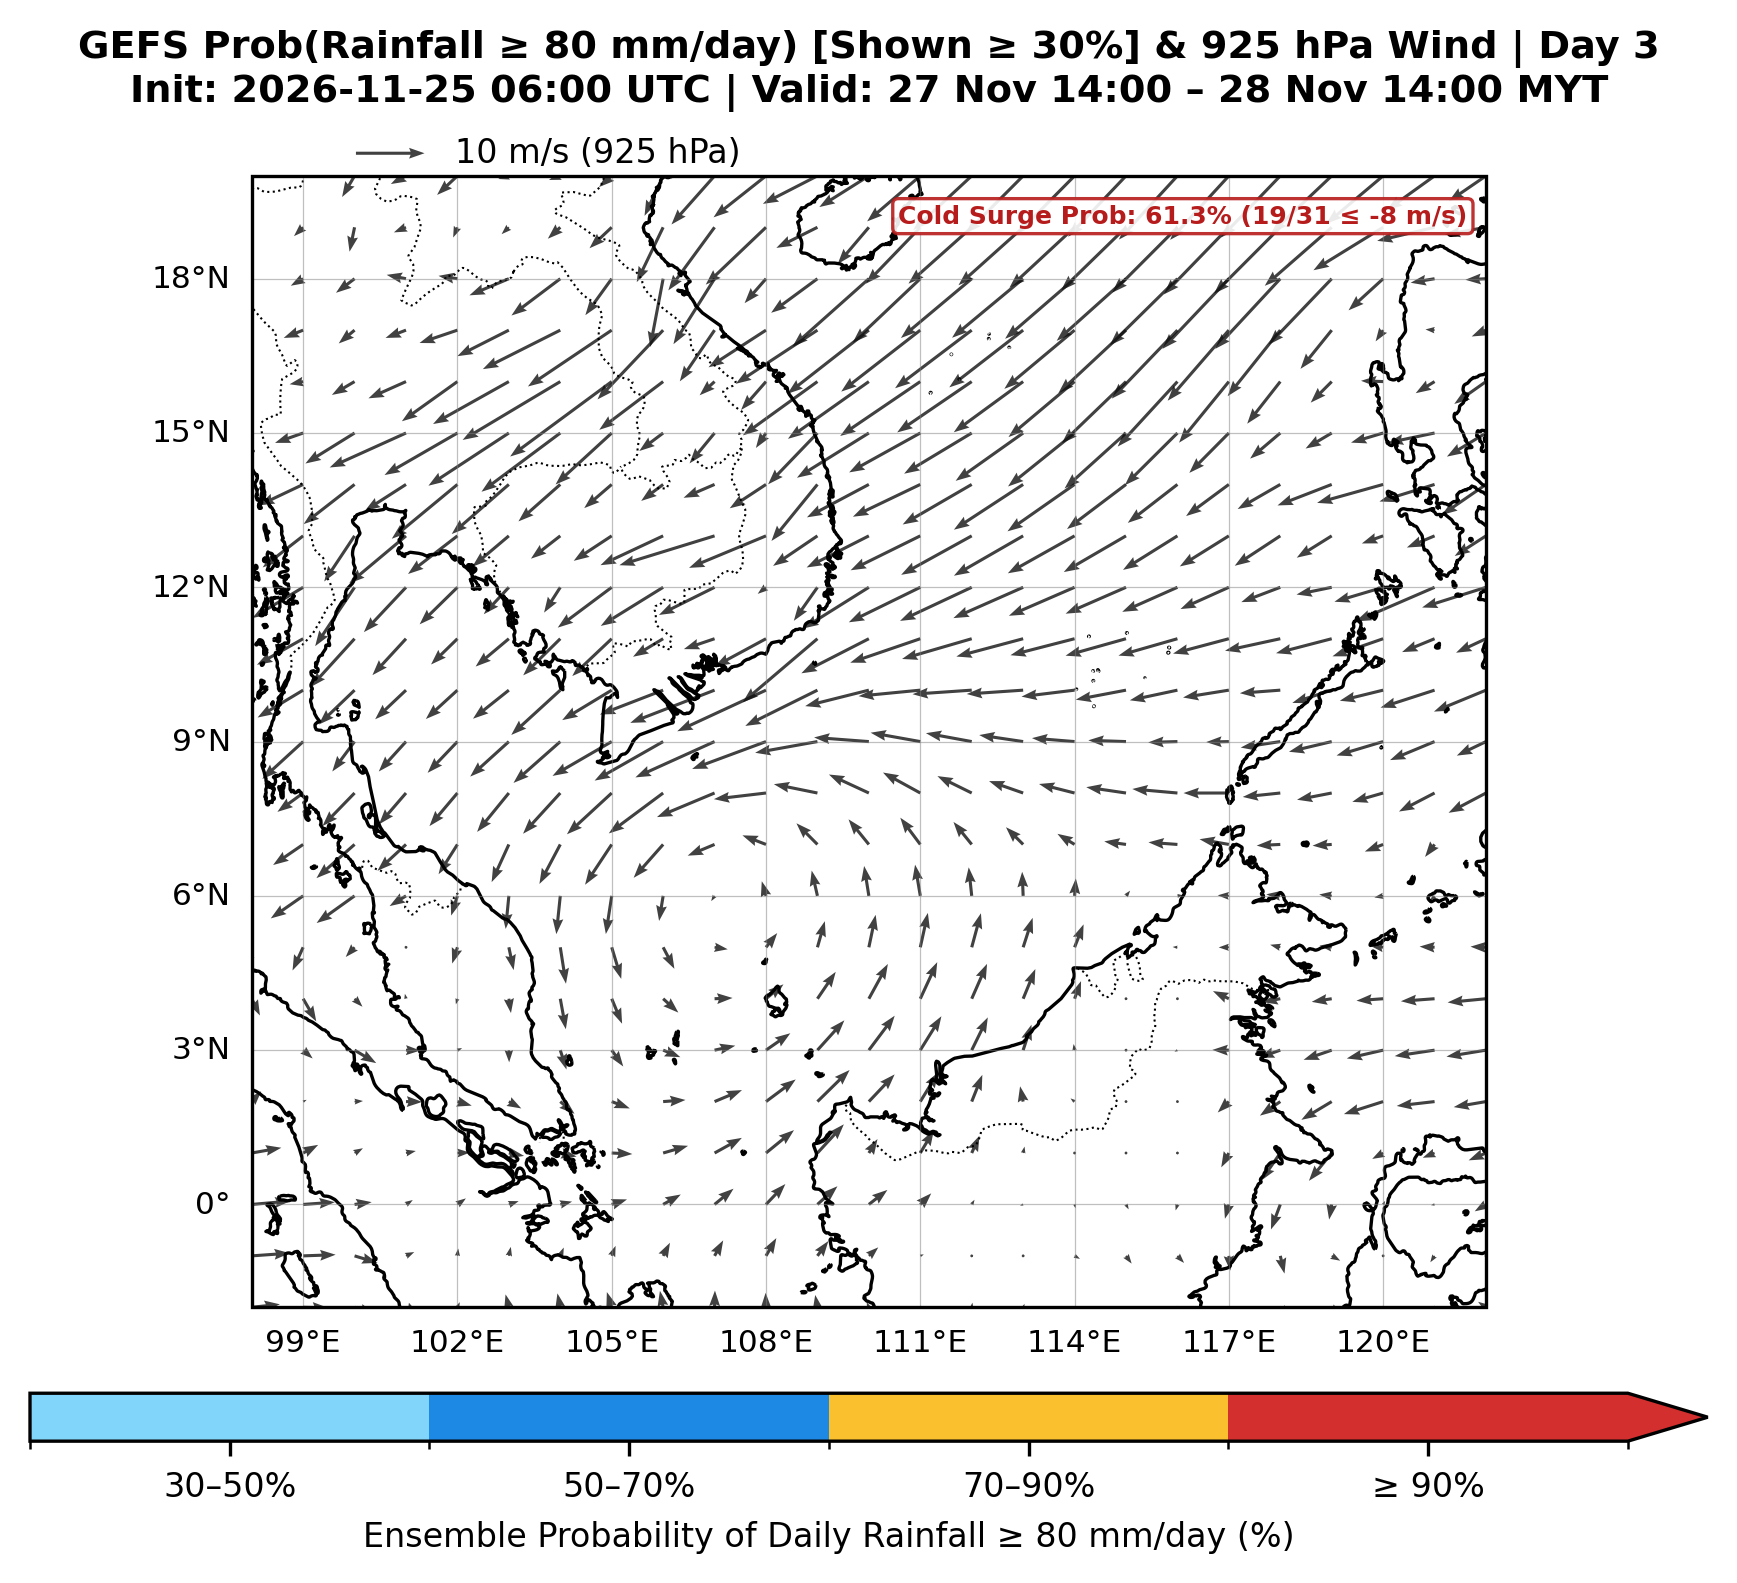 GEFS Prob(Rainfall ≥ 80 mm/day) [Shown ≥ 30%] & 925 hPa Wind | Day 3
Init: 2026-11-25 06:00 UTC | Valid: 27 Nov 14:00 – 28 Nov 14:00 MYT
10 m/s (925 hPa)
Cold Surge Prob: 61.3% (19/31 ≤ -8 m/s)
18°N
15°N
12°N
9°N
6°N
3°N
0°
99°E 102°E 105°E 108°E 111°E 114°E 117°E 120°E
30–50% 50–70% 70–90% ≥ 90%
Ensemble Probability of Daily Rainfall ≥ 80 mm/day (%)